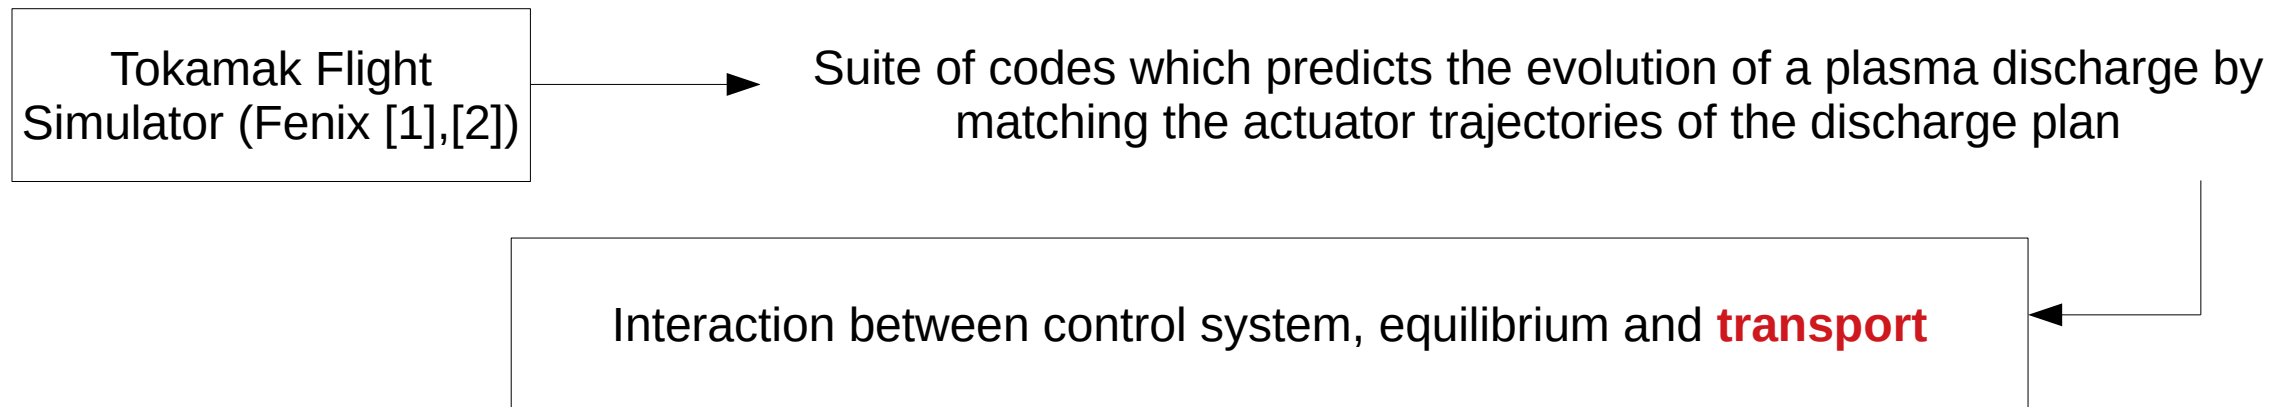 Tokamak Flight
Simulator (Fenix [1],[2])
Suite of codes which predicts the evolution of a plasma discharge by
matching the actuator trajectories of the discharge plan
Interaction between control system, equilibrium and transport